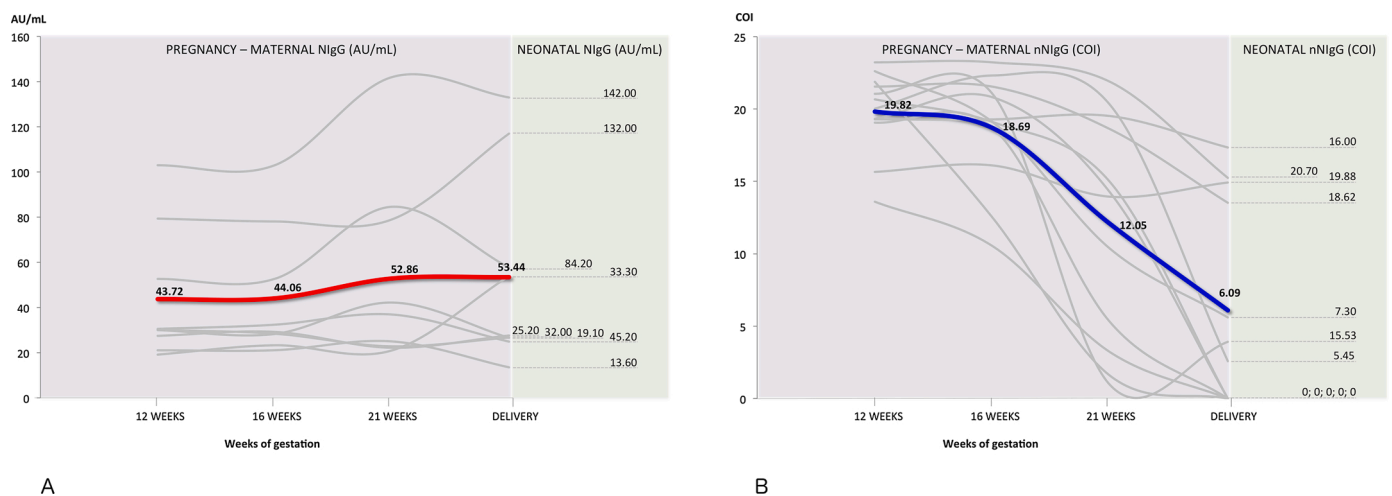 AU/mL
160
140
120
100
80
60
40
20
0
PREGNANCY – MATERNAL NIgG (AU/mL)
NEONATAL NIgG (AU/mL)
142.00
132.00
84.20
33.30
25.20 32.00 19.10 45.20
13.60
43.72
44.06
52.86
53.44
12 WEEKS
16 WEEKS
21 WEEKS
DELIVERY
Weeks of gestation
A
COI
25
20
15
10
5
0
PREGNANCY – MATERNAL nNIgG (COI)
NEONATAL nNIgG (COI)
16.00
20.70 19.88
18.62
7.30
15.53
5.45
0; 0; 0; 0; 0
19.82
18.69
12.05
6.09
12 WEEKS
16 WEEKS
21 WEEKS
DELIVERY
Weeks of gestation
B